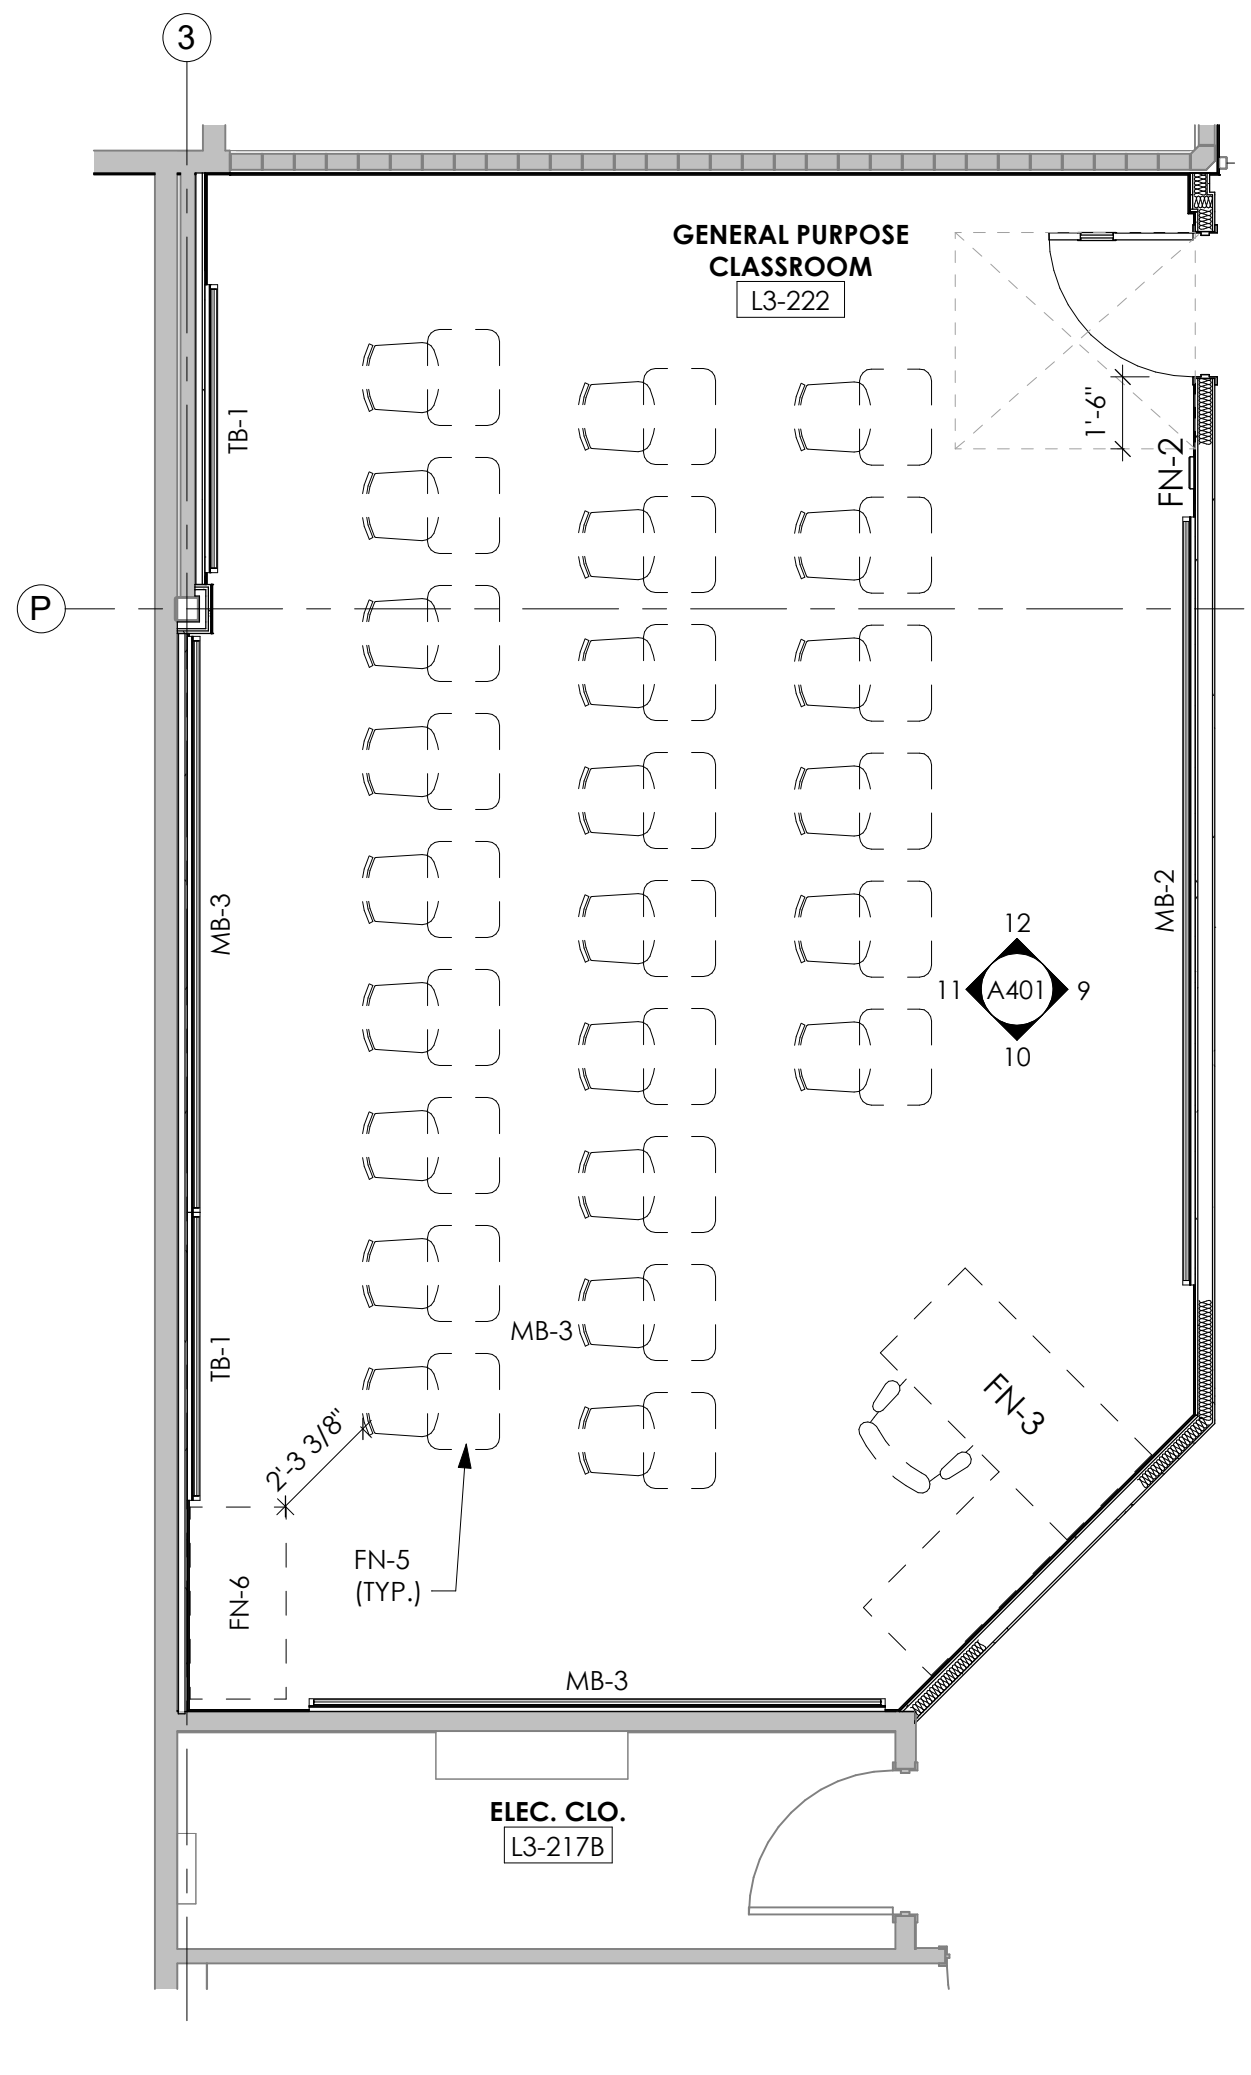 3
GENERAL PURPOSE
CLASSROOM
L3-222
TB-1
1'-6"
FN-2
P
MB-3
MB-2
12
11
A401
9
10
MB-3
TB-1
FN-3
2'-3 3/8"
FN-5
(TYP.)
FN-6
MB-3
ELEC. CLO.
L3-217B